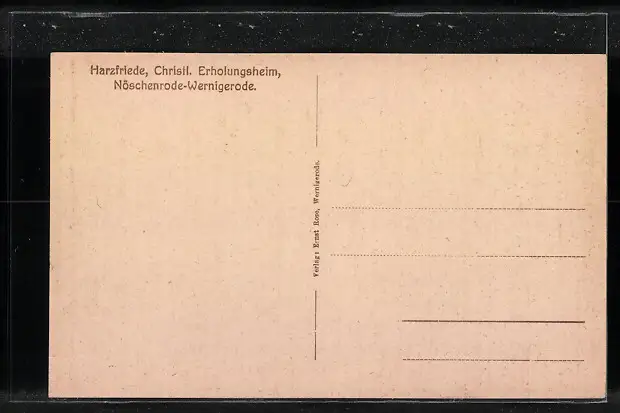 Harzfriede, Christl. Erholungsheim,
Nöschenrode-Wernigerode.
Verlag: Ernst Rose, Wernigerode.